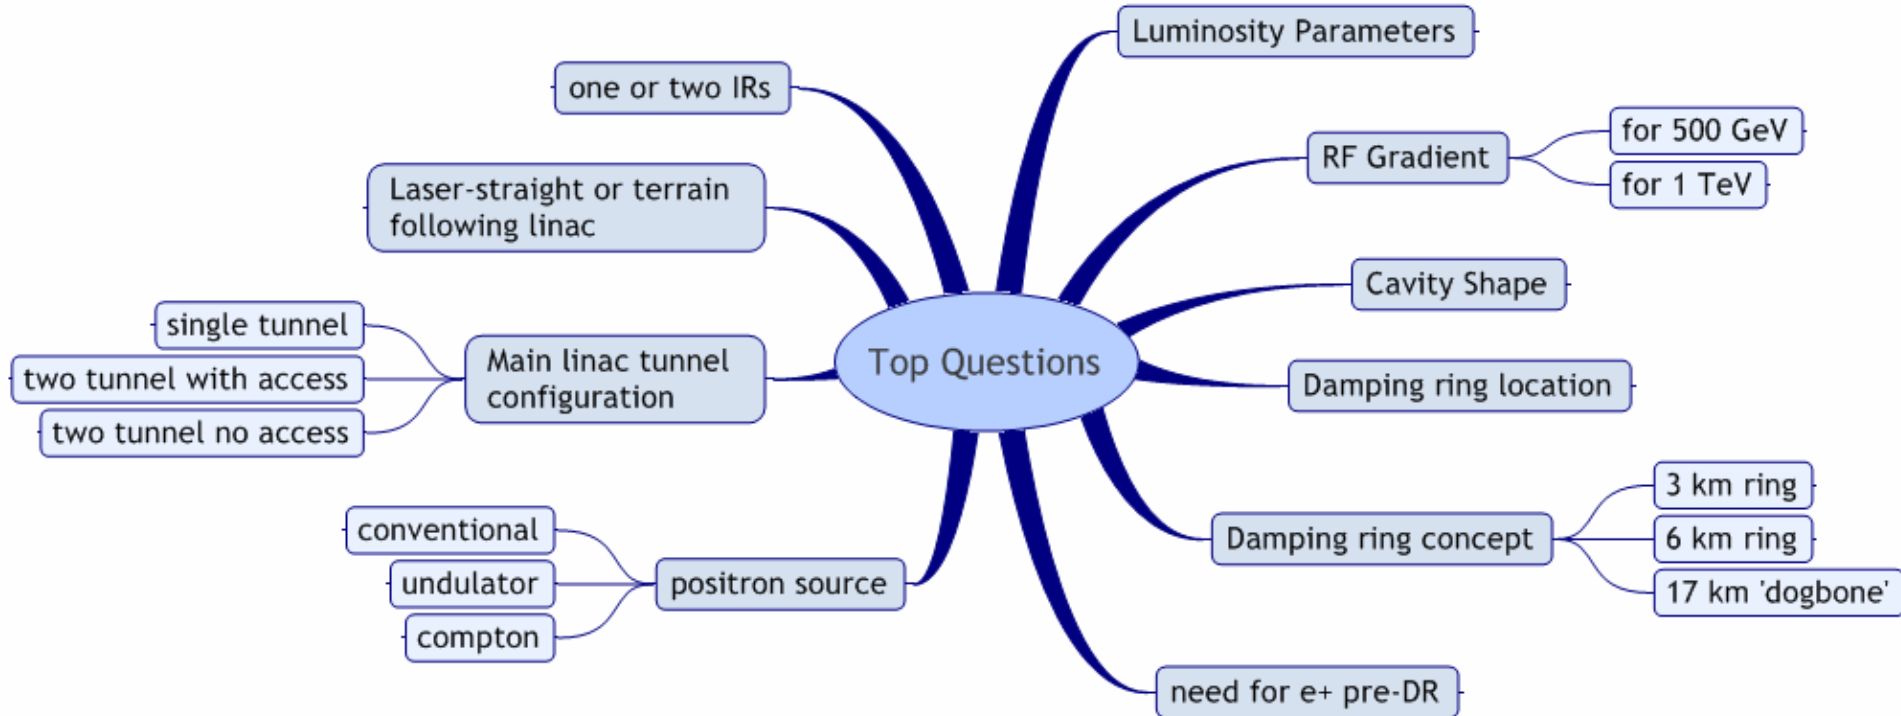 Top Questions
Luminosity Parameters
RF Gradient
for 500 GeV
for 1 TeV
Cavity Shape
Damping ring location
Damping ring concept
3 km ring
6 km ring
17 km 'dogbone'
need for e+ pre-DR
one or two IRs
Laser-straight or terrain
following linac
Main linac tunnel
configuration
single tunnel
two tunnel with access
two tunnel no access
positron source
conventional
undulator
compton